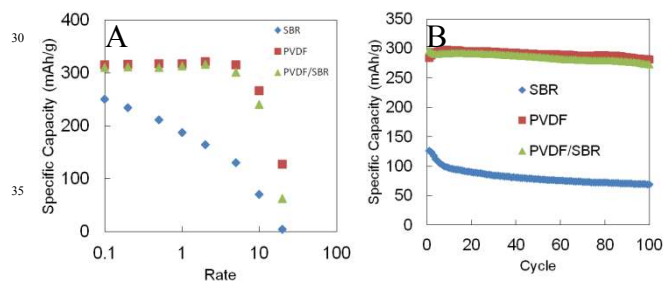 30
35
A
SBR
PVDF
PVDF/SBR
Specific Capacity (mAh/g)
400
300
200
100
0
0.1 1 10 100
Rate
B
SBR
PVDF
PVDF/SBR
Specific Capacity (mAh/g)
350
300
250
200
150
100
50
0
0 20 40 60 80 100
Cycle